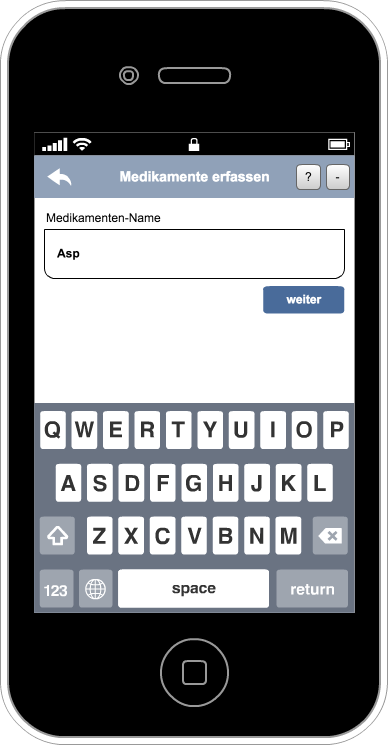 Medikamente erfassen ? -
Medikamenten-Name
Asp
weiter
Q W E R T Y U I O P
A S D F G H J K L
Z X C V B N M
123 space return